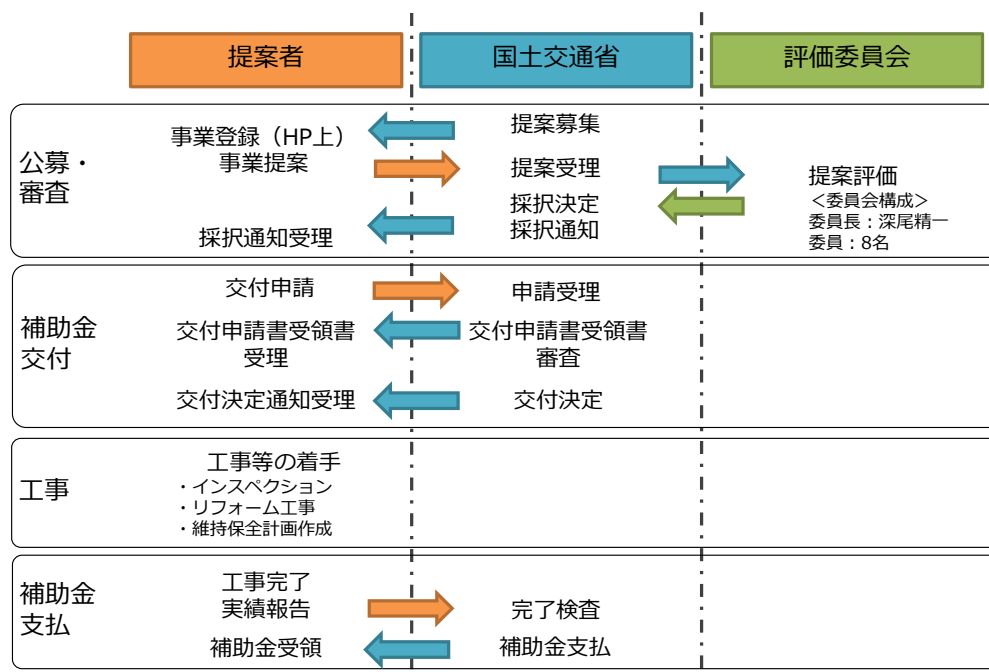 提案者
国土交通省
評価委員会
公募・
審査
事業登録（HP上）
事業提案
採択通知受理
提案募集
提案受理
採択決定
採択通知
提案評価
＜委員会構成＞
委員長：深尾精一
委員：8名
補助金
交付
交付申請
交付申請書受領書
受理
交付決定通知受理
申請受理
交付申請書受領書
審査
交付決定
工事
工事等の着手
・インスペクション
・リフォーム工事
・維持保全計画作成
補助金
支払
工事完了
実績報告
補助金受領
完了検査
補助金支払